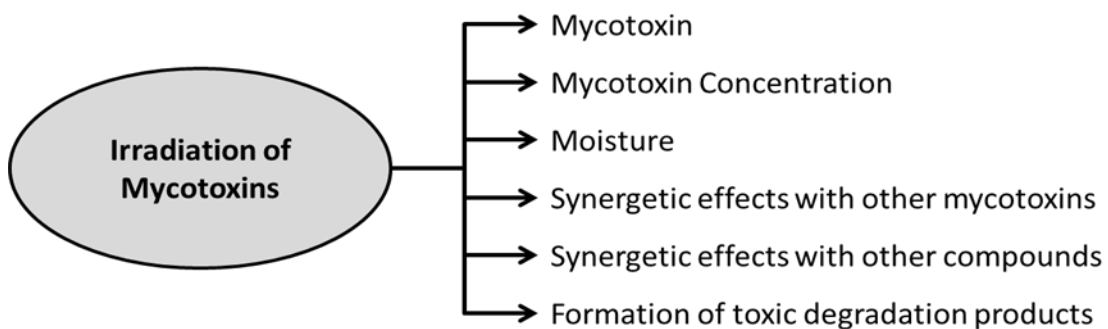 Irradiation of
Mycotoxins
Mycotoxin
Mycotoxin Concentration
Moisture
Synergetic effects with other mycotoxins
Synergetic effects with other compounds
Formation of toxic degradation products